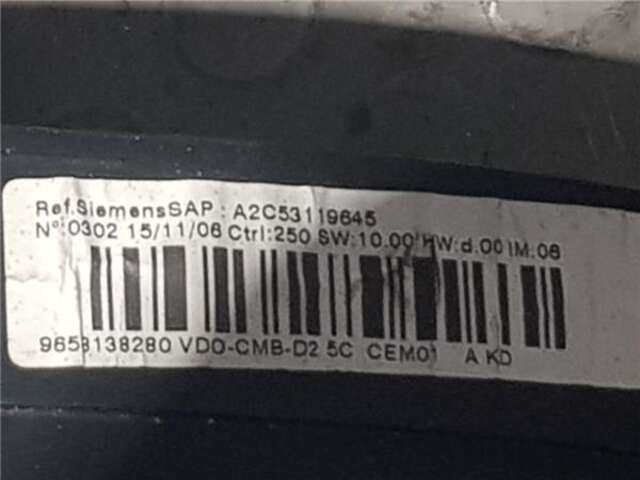 Ref.SiemensSAP : A2C53119645
N°:0302 15/11/06 Ctrl:250 SW:10.00 HW:d.00 IM:06
9658138280 VDO-CMB-D2 5C CEM01 A KD